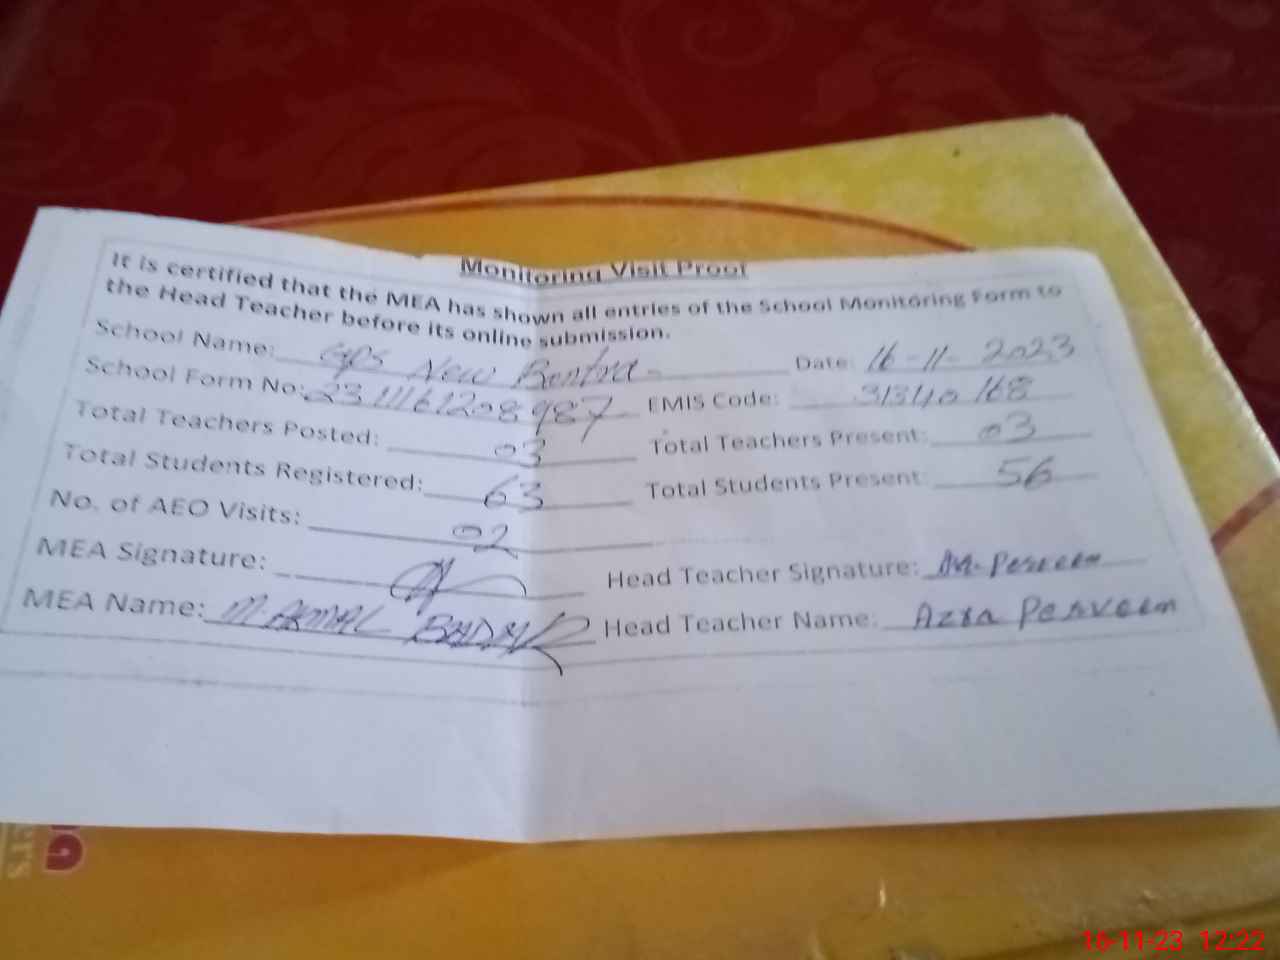 Monitoring Visit Proof
It is certified that the MEA has shown all entries of the School Monitoring Form to
the Head Teacher before its online submission.
School Name: GPS New Bontra Date: 16-11-2023
School Form No: 2311161208987 EMIS Code: 31340168
Total Teachers Posted: 03 Total Teachers Present: 03
Total Students Registered: 63 Total Students Present: 56
No. of AEO Visits: 02
MEA Signature: Head Teacher Signature: Perveen
MEA Name: M. AKMAL Head Teacher Name: Azra Perveen
16-11-23 12:22